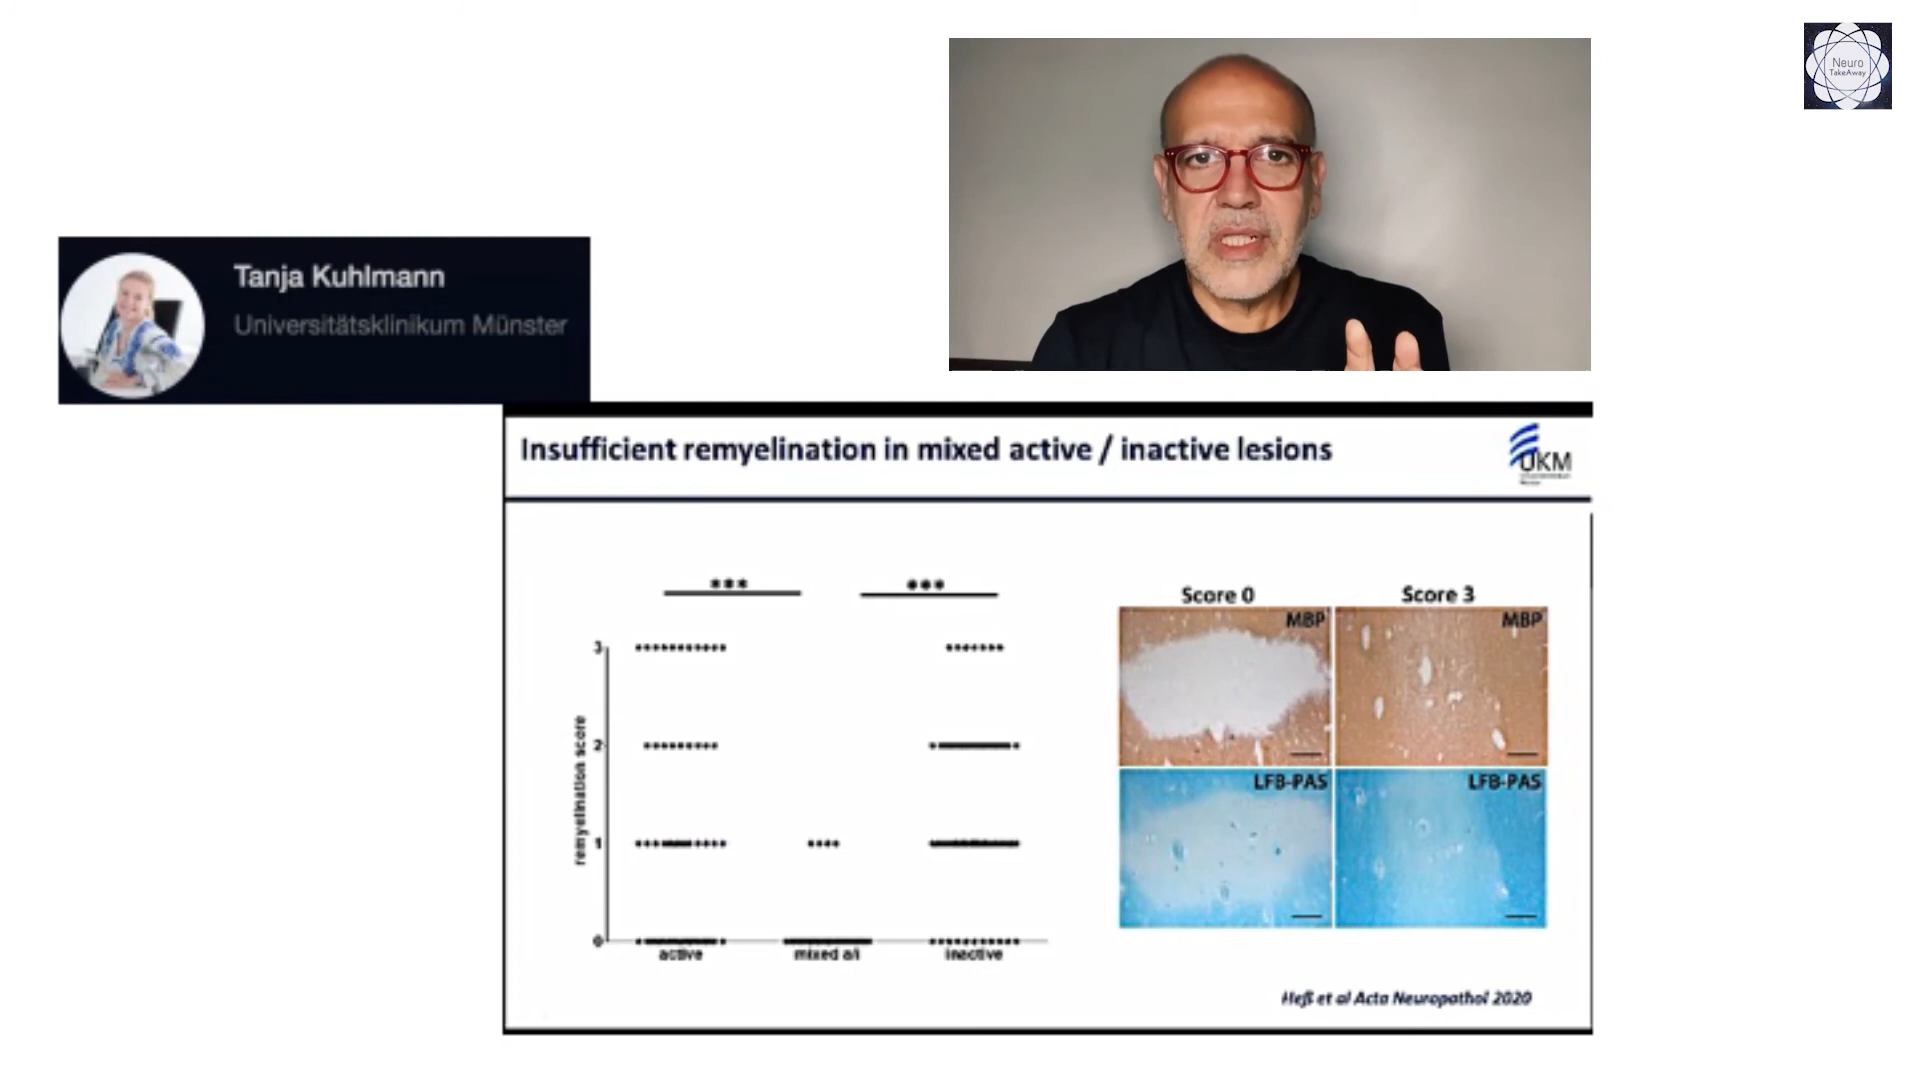 Neuro
TakeAway
Tanja Kuhlmann
Universitätsklinikum Münster
Insufficient remyelination in mixed active / inactive lesions
UKM
***
***
Score 0
Score 3
MBP
MBP
LFB-PAS
LFB-PAS
3
2
1
0
remyelination score
active
mixed a/i
inactive
Heß et al Acta Neuropathol 2020